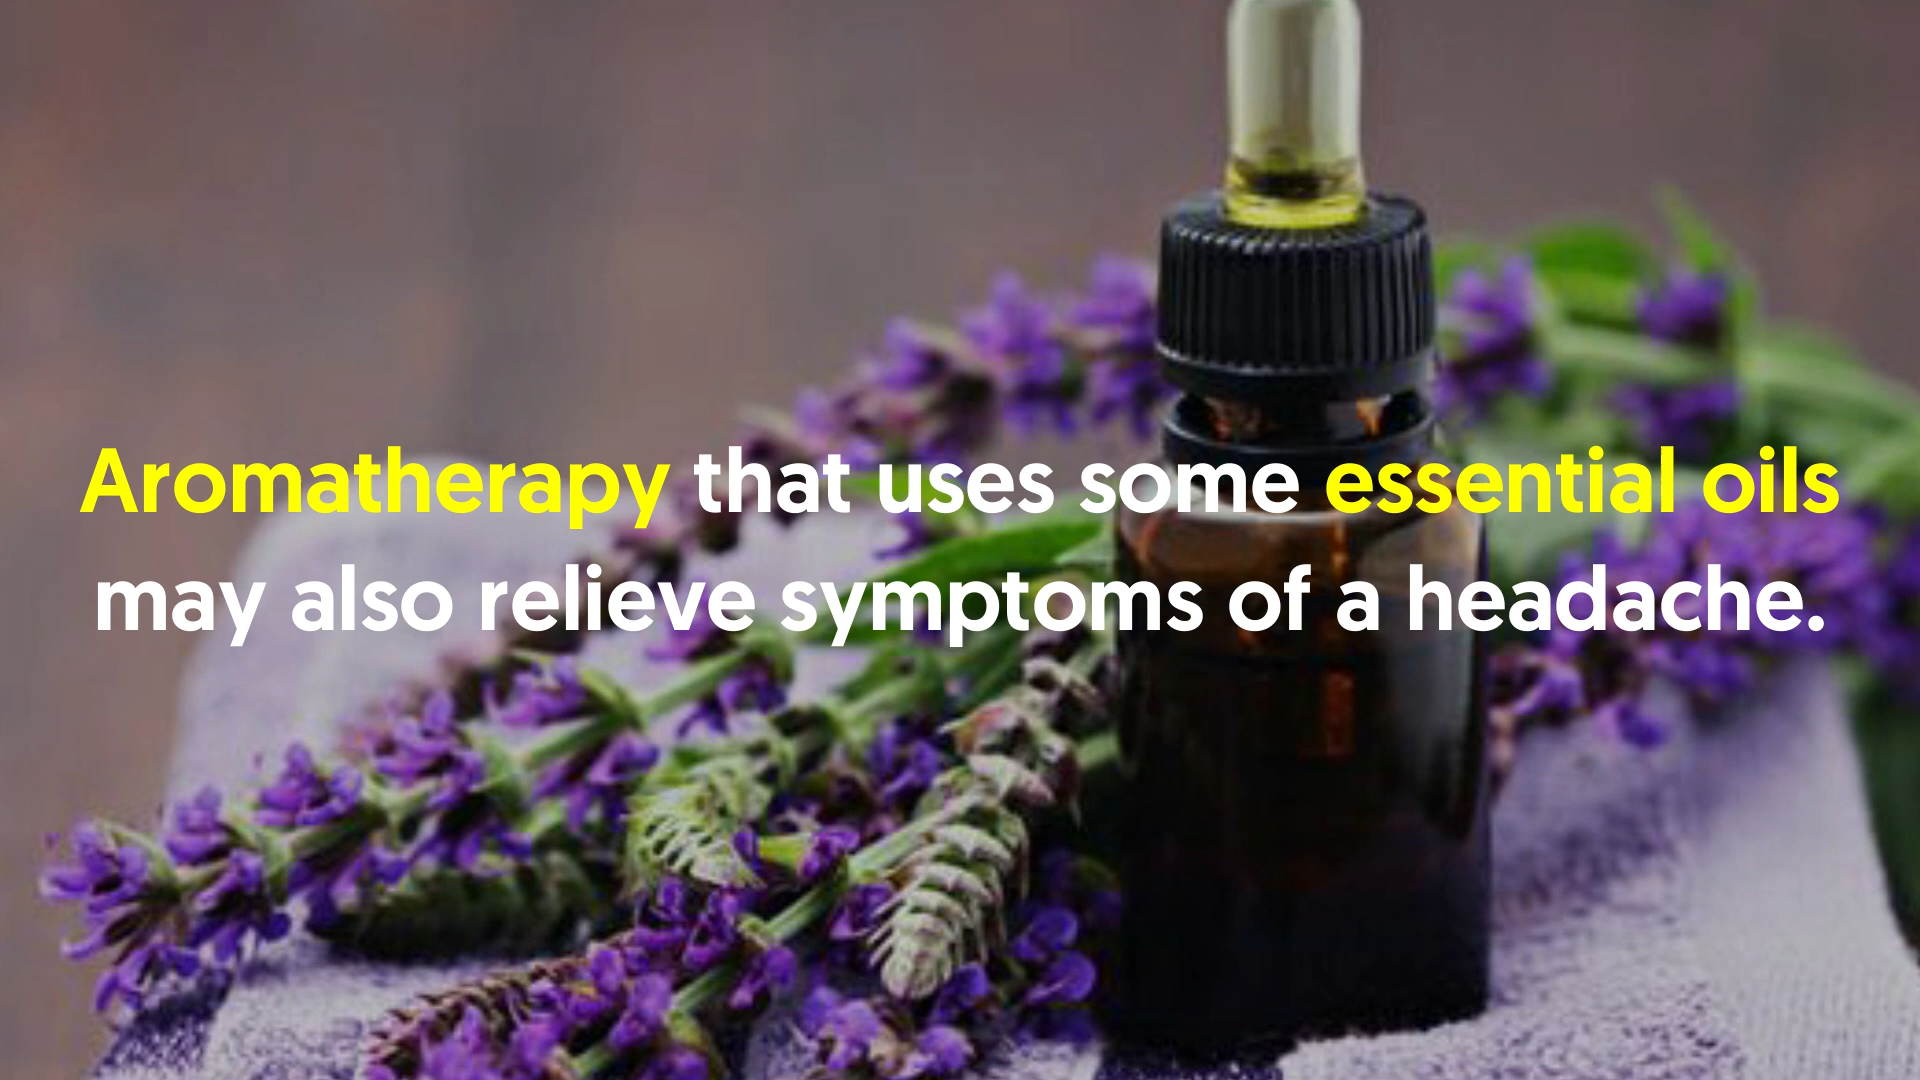 Aromatherapy that uses some essential oils
may also relieve symptoms of a headache.